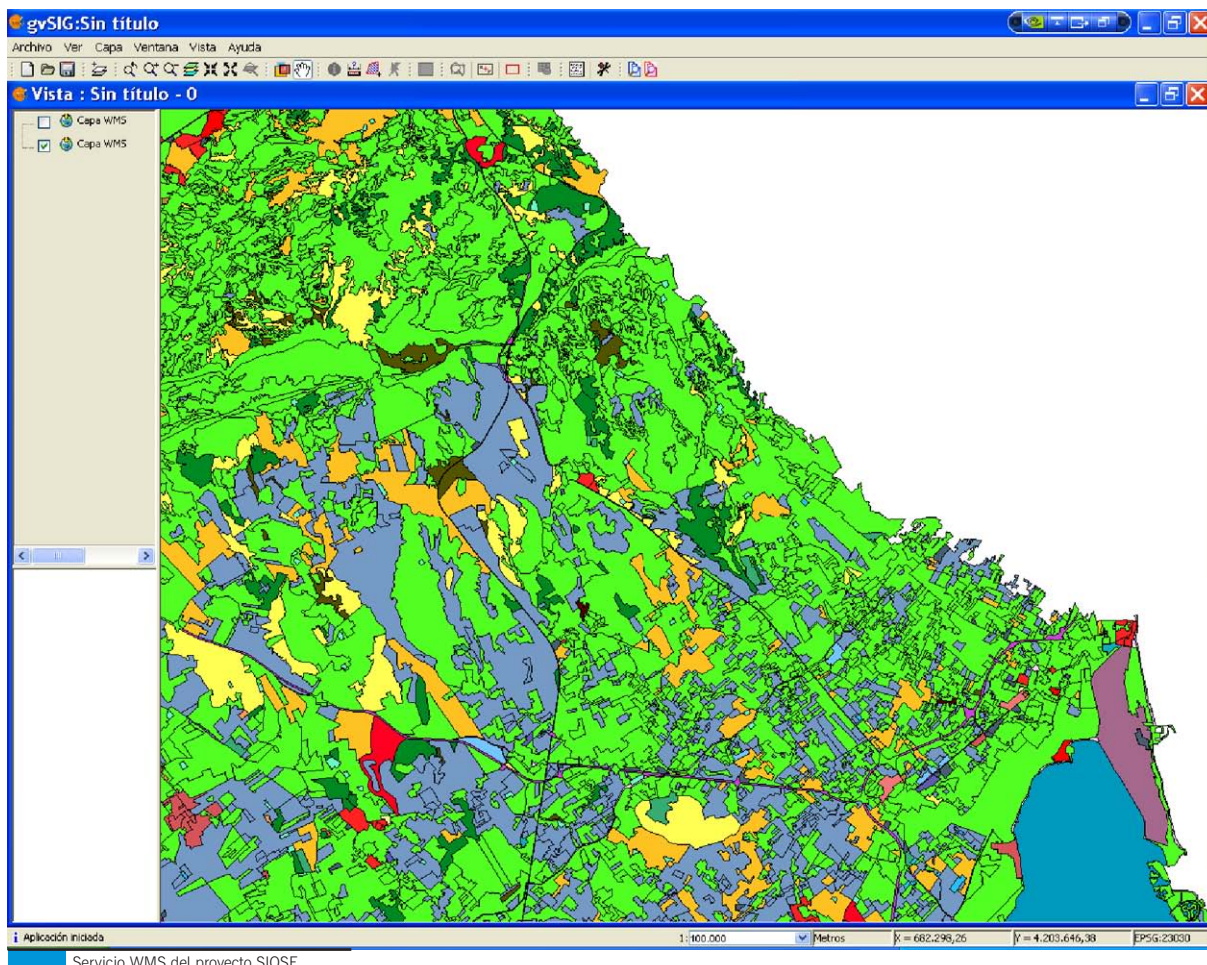 gvSIG:Sin título
Archivo Ver Capa Ventana Vista Ayuda
Vista : Sin título - 0
Capa WMS
Capa WMS
Aplicación iniciada
1: 100.000
Metros
X = 682.298,26
Y = 4.203.646,38
EPSG:23030
Servicio WMS del proyecto SIOSE